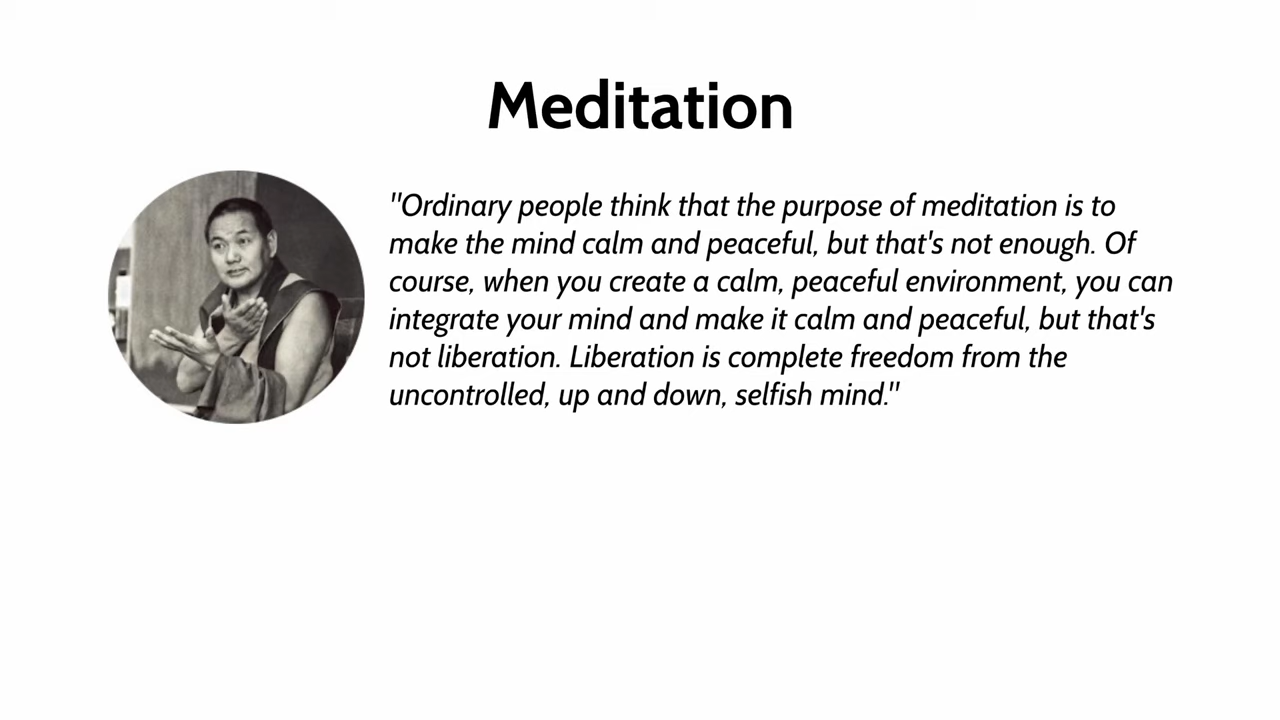 Meditation
"Ordinary people think that the purpose of meditation is to
make the mind calm and peaceful, but that's not enough. Of
course, when you create a calm, peaceful environment, you can
integrate your mind and make it calm and peaceful, but that's
not liberation. Liberation is complete freedom from the
uncontrolled, up and down, selfish mind."